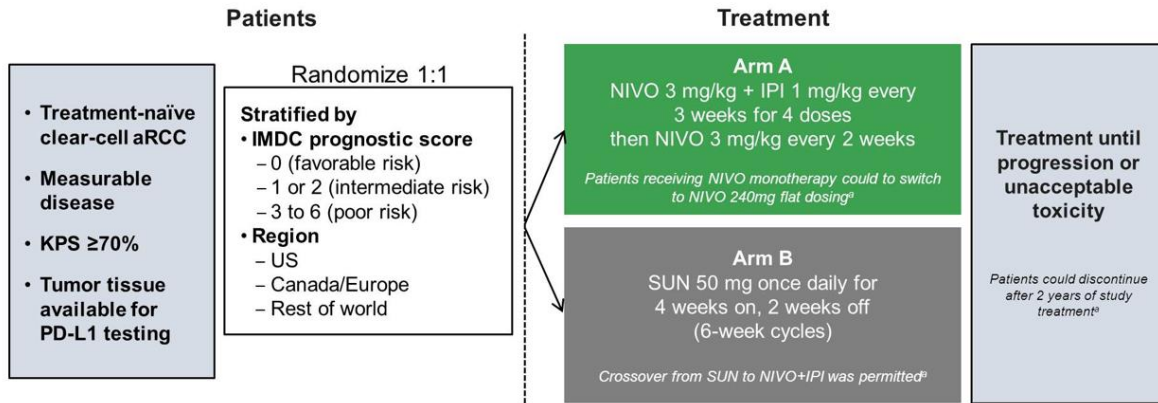 Patients
Treatment
• Treatment-naïve
clear-cell aRCC
• Measurable
disease
• KPS ≥70%
• Tumor tissue
available for
PD-L1 testing
Randomize 1:1
Stratified by
• IMDC prognostic score
– 0 (favorable risk)
– 1 or 2 (intermediate risk)
– 3 to 6 (poor risk)
• Region
– US
– Canada/Europe
– Rest of world
Arm A
NIVO 3 mg/kg + IPI 1 mg/kg every
3 weeks for 4 doses
then NIVO 3 mg/kg every 2 weeks
Patients receiving NIVO monotherapy could to switch
to NIVO 240mg flat dosingᵃ
Arm B
SUN 50 mg once daily for
4 weeks on, 2 weeks off
(6-week cycles)
Crossover from SUN to NIVO+IPI was permittedᵃ
Treatment until
progression or
unacceptable
toxicity
Patients could discontinue
after 2 years of study
treatmentᵃ